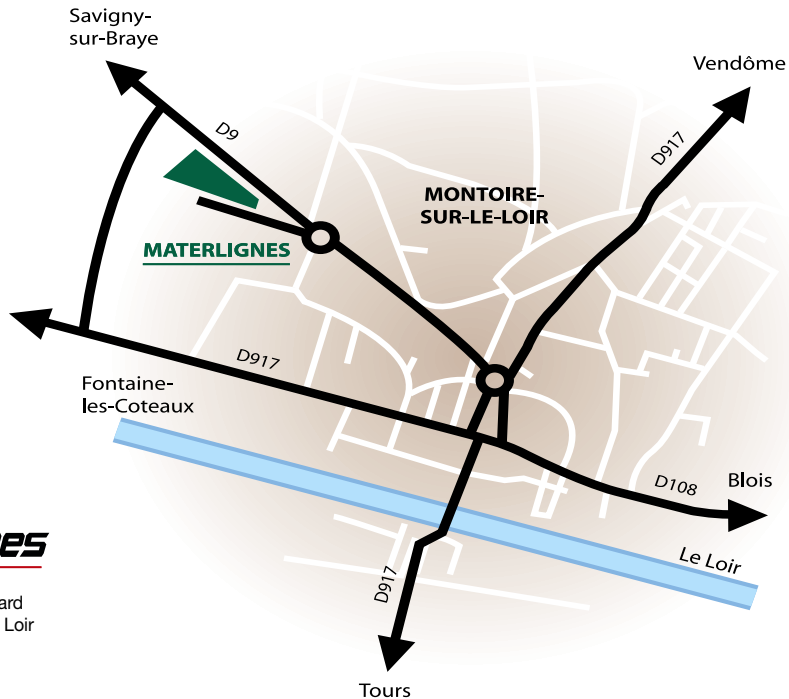 Savigny-
sur-Braye
Vendôme
D9
D917
MONTOIRE-
SUR-LE-LOIR
MATERLIGNES
D917
Fontaine-
les-Coteaux
D108
Blois
Le Loir
D917
Loir
Tours